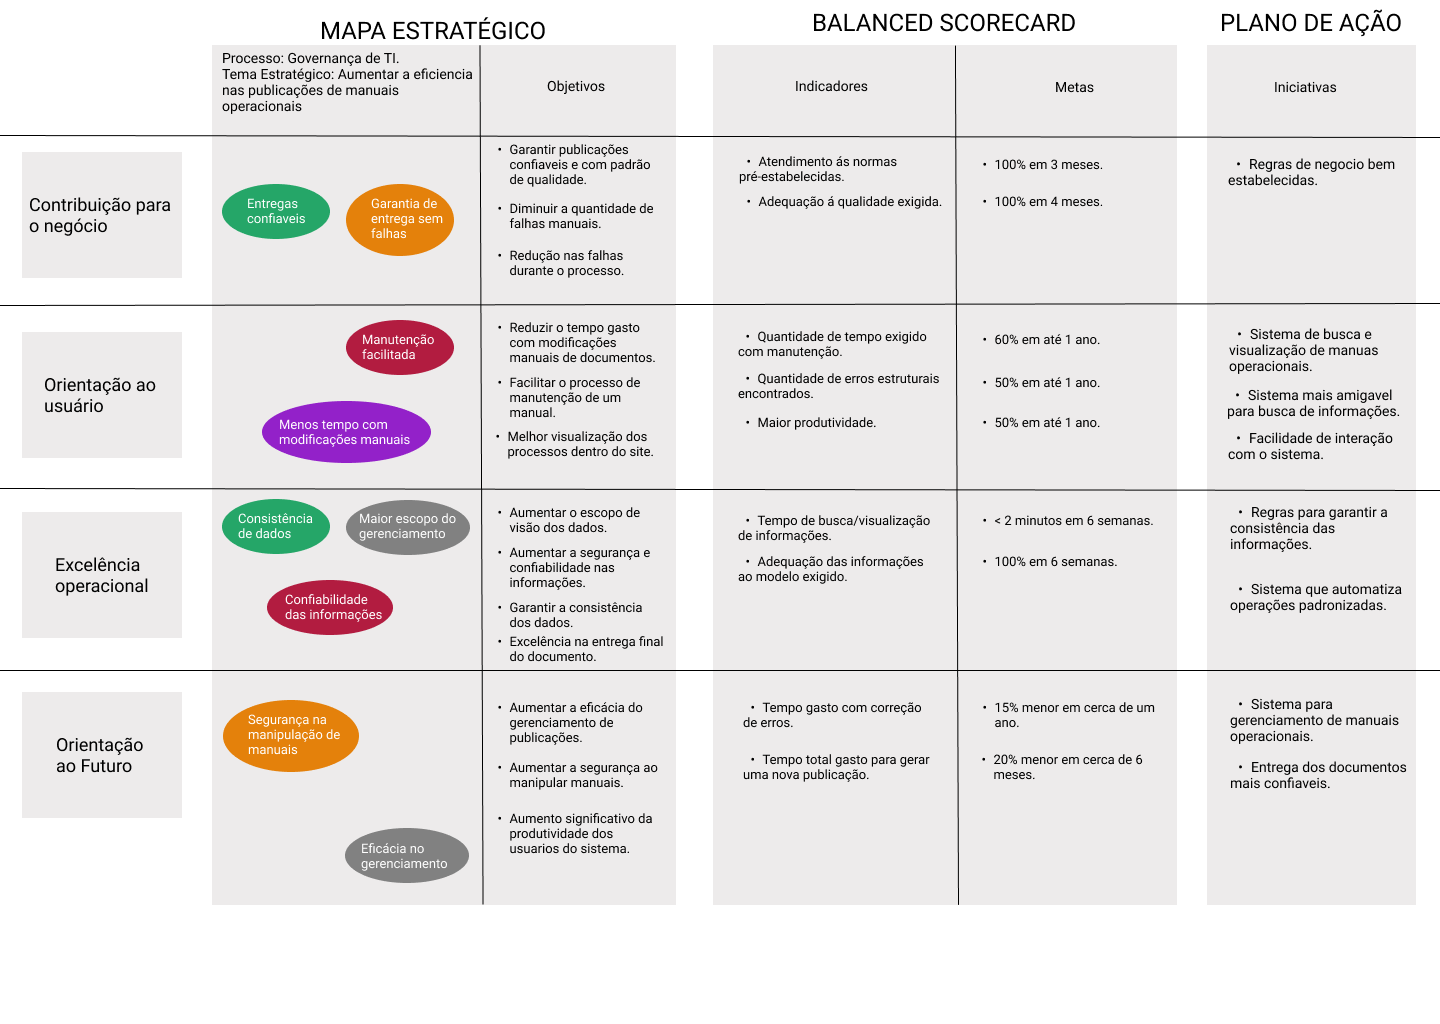 MAPA ESTRATÉGICO
BALANCED SCORECARD
PLANO DE AÇÃO
Processo: Governança de TI.
Tema Estratégico: Aumentar a eficiencia
nas publicações de manuais
operacionais
Objetivos
Indicadores
Metas
Iniciativas
Contribuição para
o negócio
Entregas
confiaveis
Garantia de
entrega sem
falhas
• Garantir publicações
confiaveis e com padrão
de qualidade.
• Diminuir a quantidade de
falhas manuais.
• Redução nas falhas
durante o processo.
• Atendimento ás normas
pré-estabelecidas.
• Adequação á qualidade exigida.
• 100% em 3 meses.
• 100% em 4 meses.
• Regras de negocio bem
estabelecidas.
Orientação ao
usuário
Manutenção
facilitada
Menos tempo com
modificações manuais
• Reduzir o tempo gasto
com modificações
manuais de documentos.
• Facilitar o processo de
manutenção de um
manual.
• Melhor visualização dos
processos dentro do site.
• Quantidade de tempo exigido
com manutenção.
• Quantidade de erros estruturais
encontrados.
• Maior produtividade.
• 60% em até 1 ano.
• 50% em até 1 ano.
• 50% em até 1 ano.
• Sistema de busca e
visualização de manuas
operacionais.
• Sistema mais amigavel
para busca de informações.
• Facilidade de interação
com o sistema.
Excelência
operacional
Consistência
de dados
Maior escopo do
gerenciamento
Confiabilidade
das informações
• Aumentar o escopo de
visão dos dados.
• Aumentar a segurança e
confiabilidade nas
informações.
• Garantir a consistência
dos dados.
• Excelência na entrega final
do documento.
• Tempo de busca/visualização
de informações.
• Adequação das informações
ao modelo exigido.
• < 2 minutos em 6 semanas.
• 100% em 6 semanas.
• Regras para garantir a
consistência das
informações.
• Sistema que automatiza
operações padronizadas.
Orientação
ao Futuro
Segurança na
manipulação de
manuais
Eficácia no
gerenciamento
• Aumentar a eficácia do
gerenciamento de
publicações.
• Aumentar a segurança ao
manipular manuais.
• Aumento significativo da
produtividade dos
usuarios do sistema.
• Tempo gasto com correção
de erros.
• Tempo total gasto para gerar
uma nova publicação.
• 15% menor em cerca de um
ano.
• 20% menor em cerca de 6
meses.
• Sistema para
gerenciamento de manuais
operacionais.
• Entrega dos documentos
mais confiaveis.